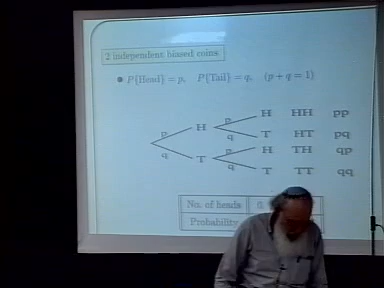 2 independent biased coins
P{Head} = p, P{Tail} = q, (p + q = 1)
p H HH pp
p H
q T HT pq
q p H TH qp
T
q T TT qq
No. of heads 0
Probability